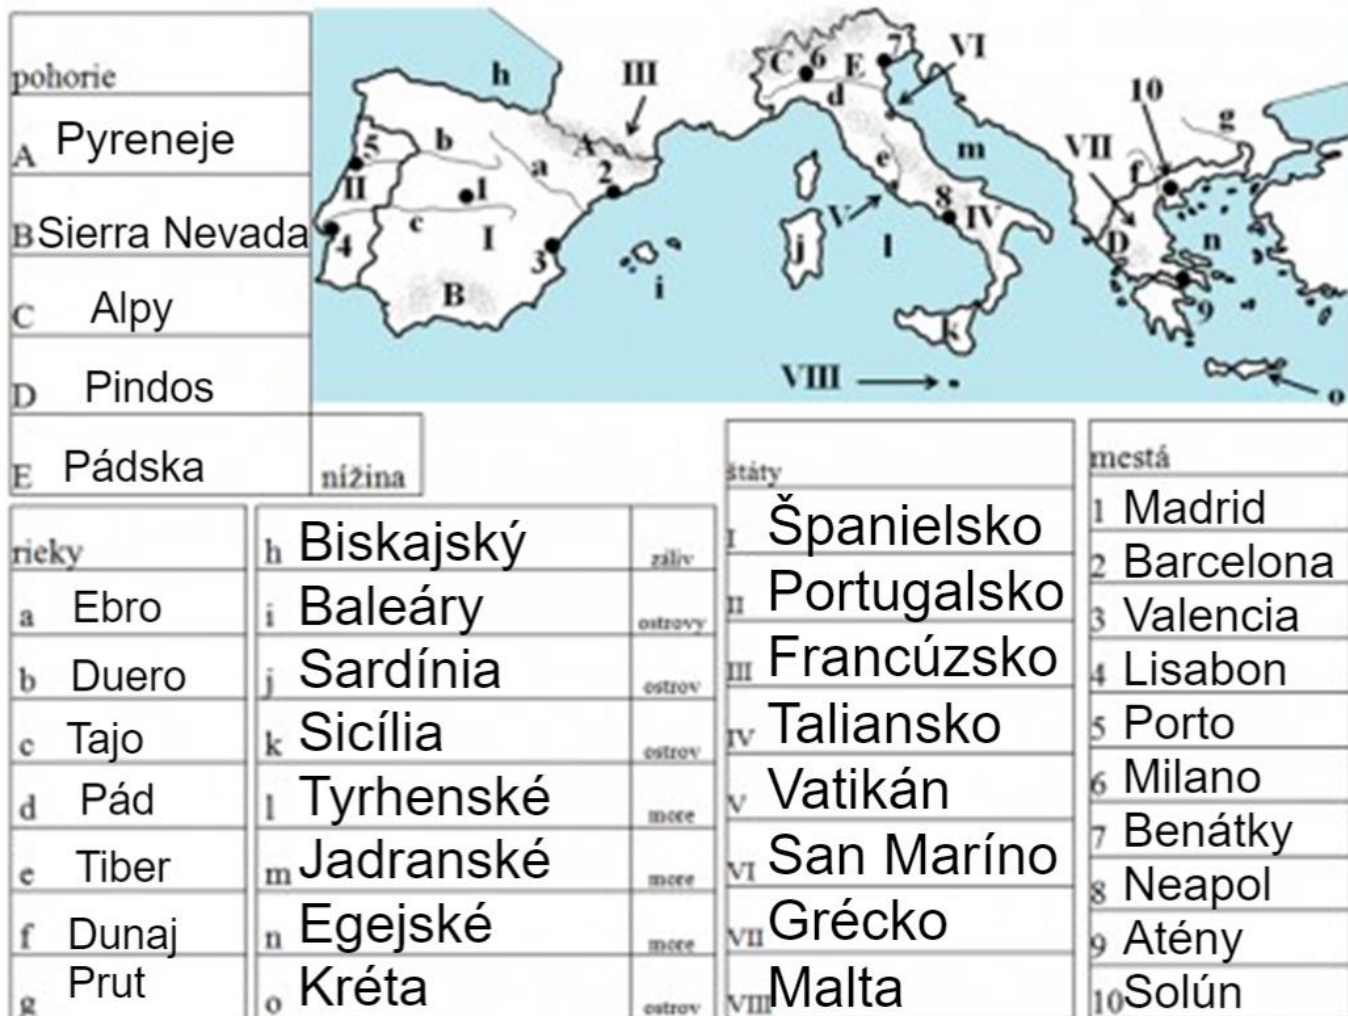 pohorie
A Pyreneje
B Sierra Nevada
C Alpy
D Pindos
E Pádska nížina
h
III
C
6
E
7
VI
d
10
g
5
b
A
a
2
e
m
VII
f
II
1
8
IV
V
c
I
4
3
i
j
l
D
n
B
k
9
VIII
o
rieky
a Ebro
b Duero
c Tajo
d Pád
e Tiber
f Dunaj
g Prut
h Biskajský záliv
i Baleáry ostrovy
j Sardínia ostrov
k Sicília ostrov
l Tyrhenské more
m Jadranské more
n Egejské more
o Kréta ostrov
štáty
I Španielsko
II Portugalsko
III Francúzsko
IV Taliansko
V Vatikán
VI San Maríno
VII Grécko
VIII Malta
mestá
1 Madrid
2 Barcelona
3 Valencia
4 Lisabon
5 Porto
6 Milano
7 Benátky
8 Neapol
9 Atény
10 Solún